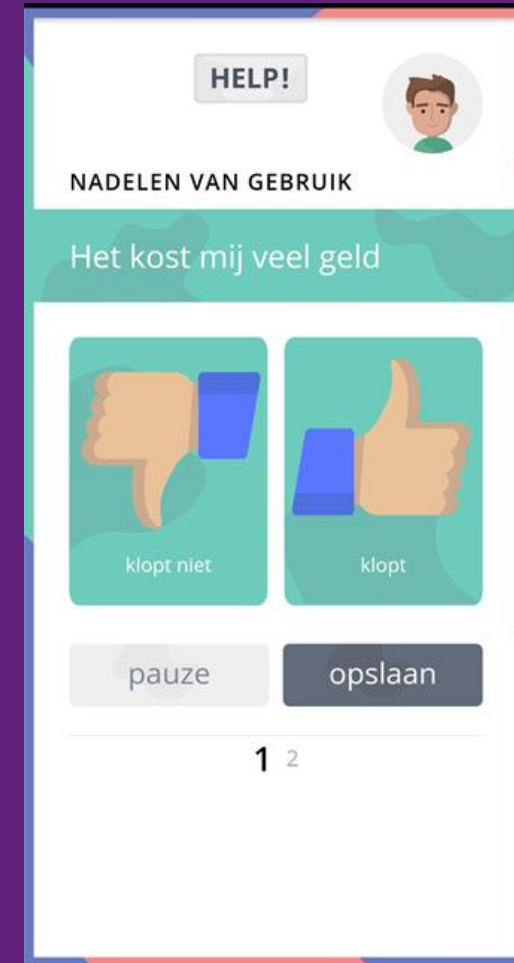 HELP!
NADELEN VAN GEBRUIK
Het kost mij veel geld
klopt niet
klopt
pauze
opslaan
1 2